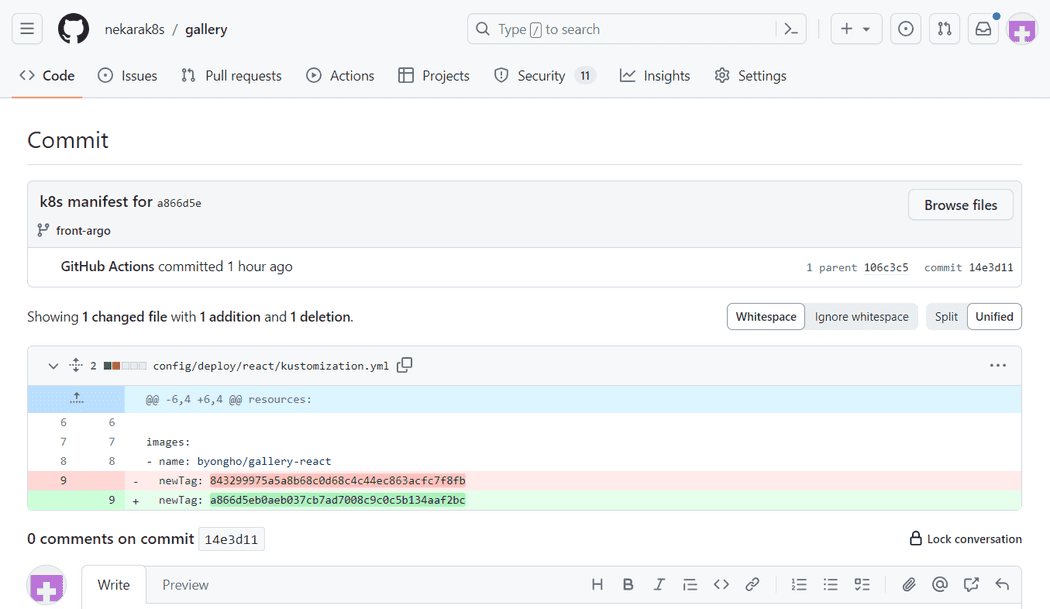 nekarak8s / gallery
Type / to search
Code
Issues
Pull requests
Actions
Projects
Security 11
Insights
Settings
Commit
k8s manifest for a866d5e
Browse files
front-argo
GitHub Actions committed 1 hour ago
1 parent 106c3c5 commit 14e3d11
Showing 1 changed file with 1 addition and 1 deletion.
Whitespace Ignore whitespace
Split Unified
2 config/deploy/react/kustomization.yml
@@ -6,4 +6,4 @@ resources:
6 6
7 7 images:
8 8 - name: byongho/gallery-react
9 - newTag: 843299975a5a8b68c0d68c4c44ec863acfc7f8fb
9 + newTag: a866d5eb0aeb037cb7ad7008c9c0c5b134aaf2bc
0 comments on commit 14e3d11
Lock conversation
Write Preview